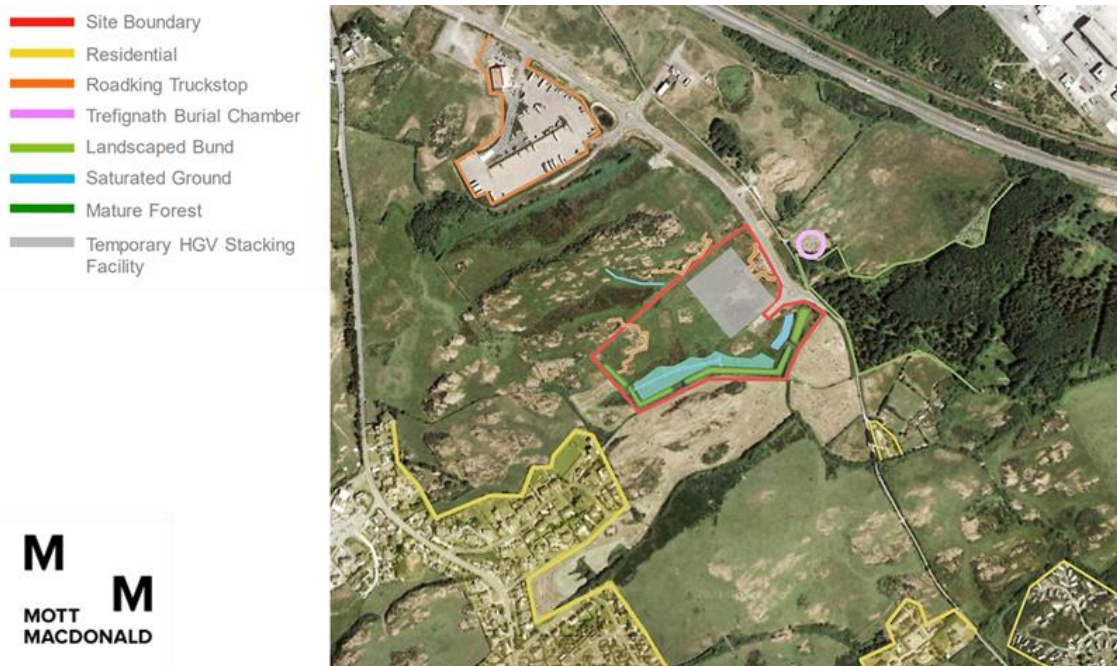 Site Boundary
Residential
Roadking Truckstop
Trefignath Burial Chamber
Landscaped Bund
Saturated Ground
Mature Forest
Temporary HGV Stacking
Facility
M
M
MOTT
MACDONALD